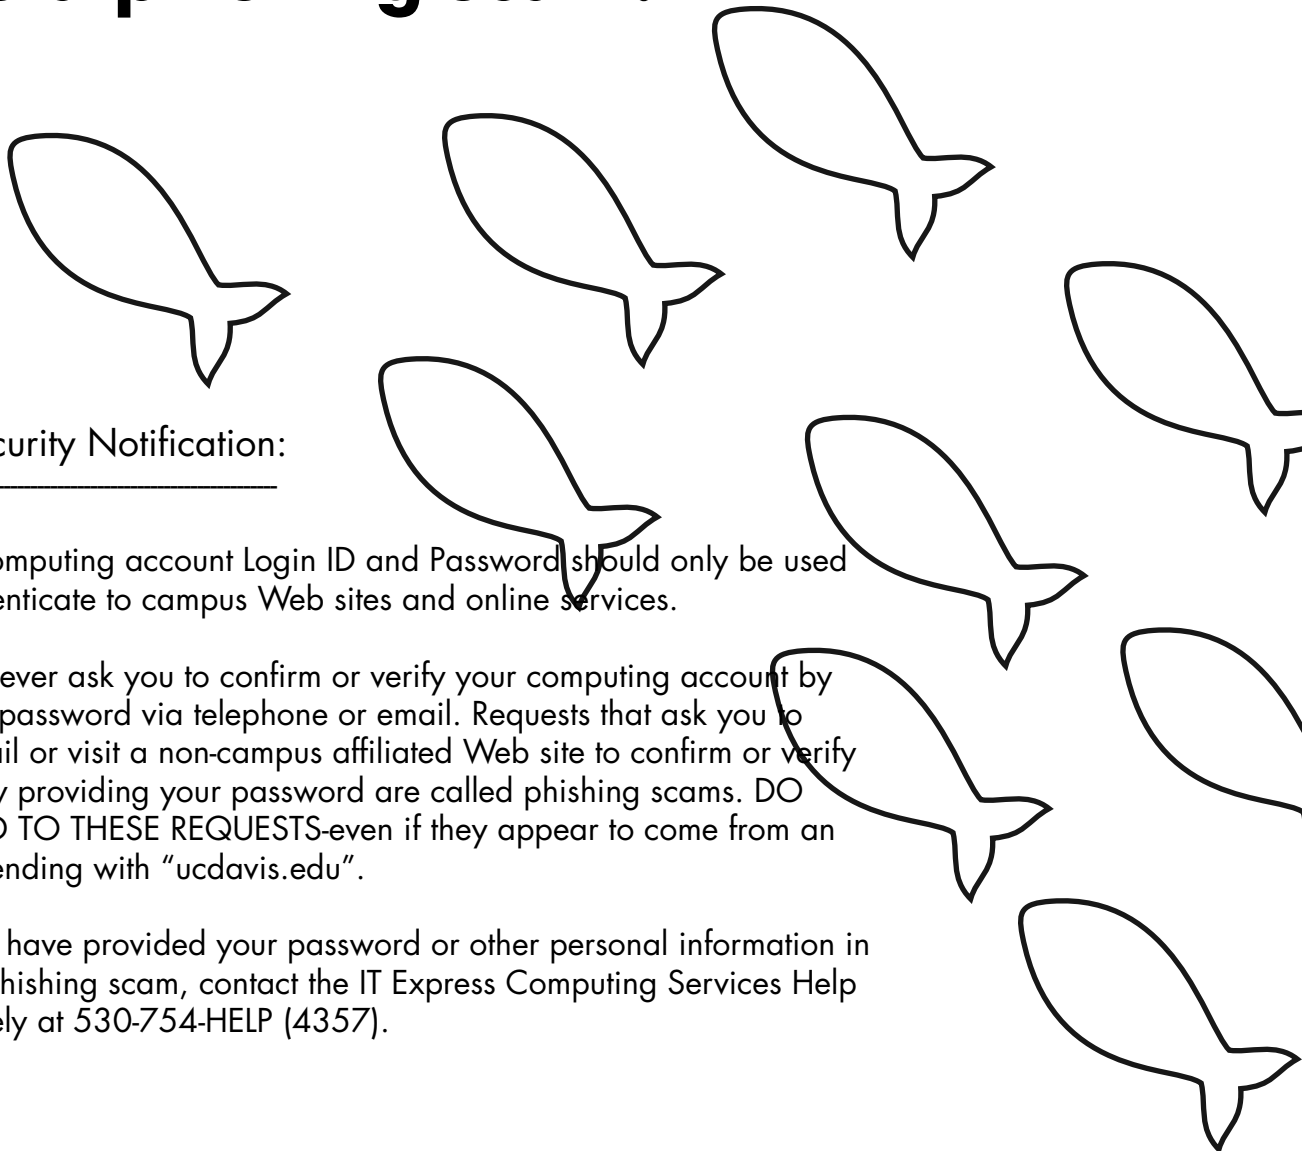 curity Notification:
omputing account Login ID and Password should only be used
enticate to campus Web sites and online services.
ever ask you to confirm or verify your computing account by
password via telephone or email. Requests that ask you to
il or visit a non-campus affiliated Web site to confirm or verify
y providing your password are called phishing scams. DO
O TO THESE REQUESTS-even if they appear to come from an
ending with “ucdavis.edu”.
have provided your password or other personal information in
hishing scam, contact the IT Express Computing Services Help
ely at 530-754-HELP (4357).